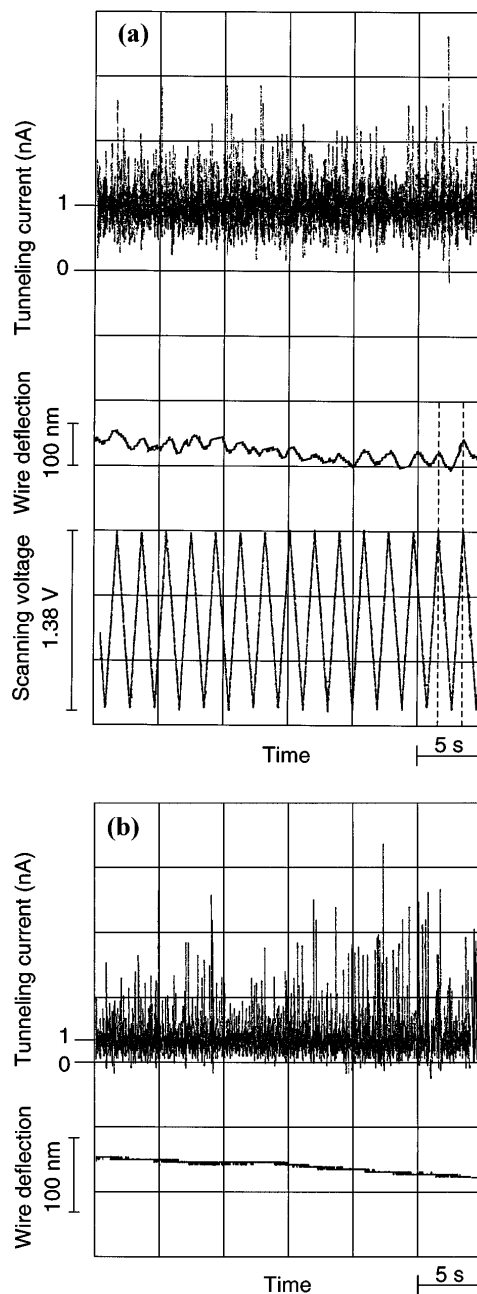 (a)
Tunneling current (nA)
1
0
Wire deflection
100 nm
Scanning voltage
1.38 V
Time
5 s
(b)
Tunneling current (nA)
1
0
Wire deflection
100 nm
Time
5 s